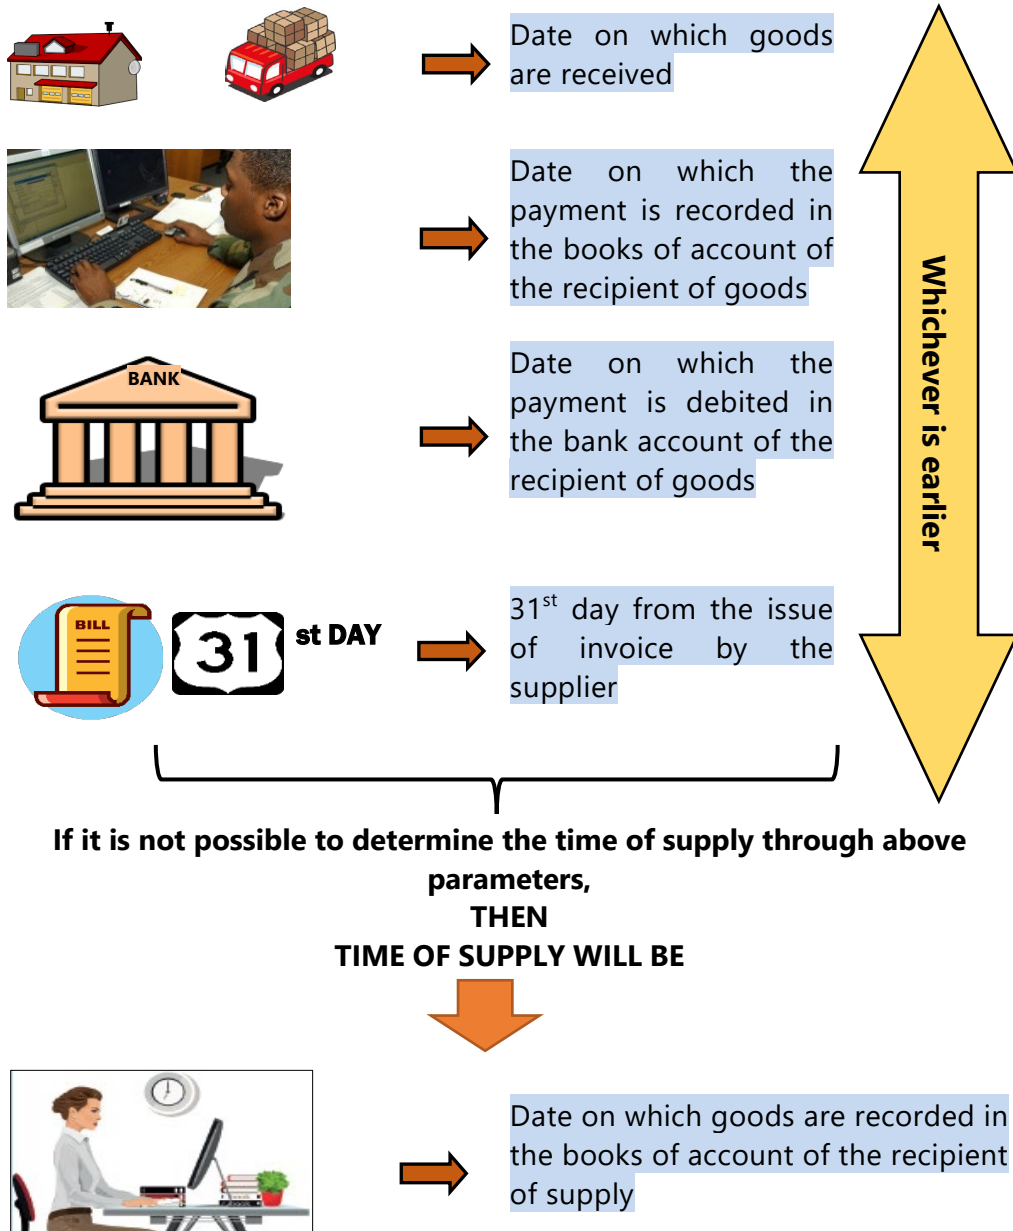 Date on which goods
are received
Date on which the
payment is recorded in
the books of account of
the recipient of goods
Whichever is earlier
BANK
Date on which the
payment is debited in
the bank account of the
recipient of goods
BILL
31
st DAY
31st day from the issue
of invoice by the
supplier
If it is not possible to determine the time of supply through above
parameters,
THEN
TIME OF SUPPLY WILL BE
Date on which goods are recorded in
the books of account of the recipient
of supply